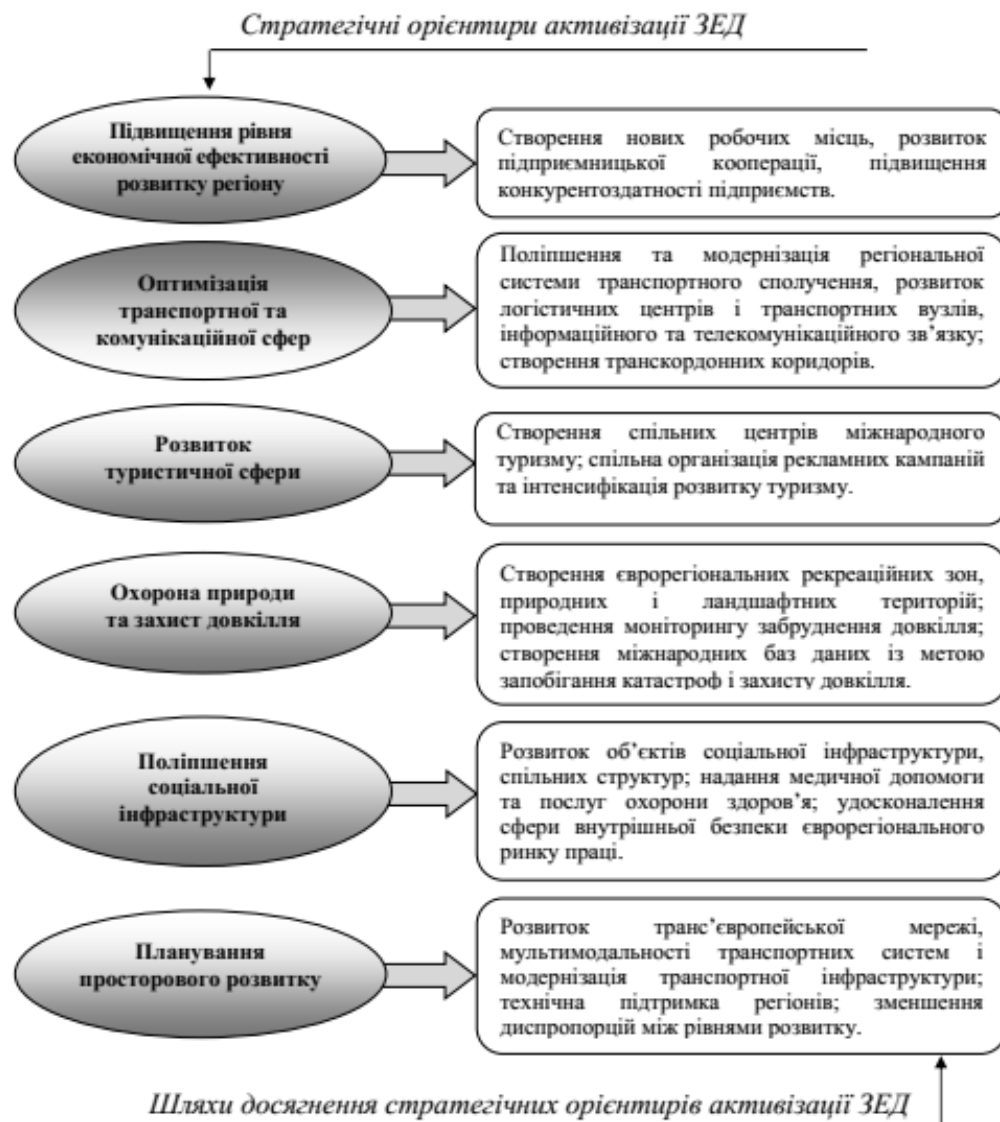 Стратегічні орієнтири активізації ЗЕД
Підвищення рівня
економічної ефективності
розвитку регіону
Створення нових робочих місць, розвиток
підприємницької кооперації, підвищення
конкурентоздатності підприємств.
Оптимізація
транспортної та
комунікаційної сфер
Поліпшення та модернізація регіональної
системи транспортного сполучення, розвиток
логістичних центрів і транспортних вузлів,
інформаційного та телекомунікаційного зв’язку;
створення транскордонних коридорів.
Розвиток
туристичної сфери
Створення спільних центрів міжнародного
туризму; спільна організація рекламних кампаній
та інтенсифікація розвитку туризму.
Охорона природи
та захист довкілля
Створення єврорегіональних рекреаційних зон,
природних і ландшафтних територій;
проведення моніторингу забруднення довкілля;
створення міжнародних баз даних із метою
запобігання катастроф і захисту довкілля.
Поліпшення
соціальної
інфраструктури
Розвиток об’єктів соціальної інфраструктури,
спільних структур; надання медичної допомоги
та послуг охорони здоров’я; удосконалення
сфери внутрішньої безпеки єврорегіонального
ринку праці.
Планування
просторового розвитку
Розвиток транс’європейської мережі,
мультимодальності транспортних систем і
модернізація транспортної інфраструктури;
технічна підтримка регіонів; зменшення
диспропорцій між рівнями розвитку.
Шляхи досягнення стратегічних орієнтирів активізації ЗЕД